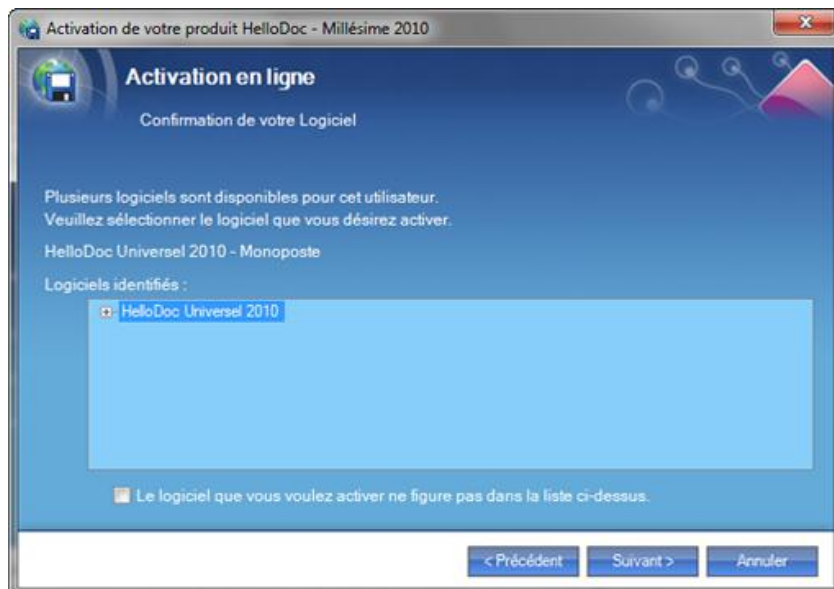 Activation de votre produit HelloDoc - Millésime 2010
Activation en ligne
Confirmation de votre Logiciel
Plusieurs logiciels sont disponibles pour cet utilisateur.
Veuillez sélectionner le logiciel que vous désirez activer.
HelloDoc Universel 2010 - Monoposte
Logiciels identifiés :
HelloDoc Universel 2010
Le logiciel que vous voulez activer ne figure pas dans la liste ci-dessus.
< Précédent
Suivant >
Annuler